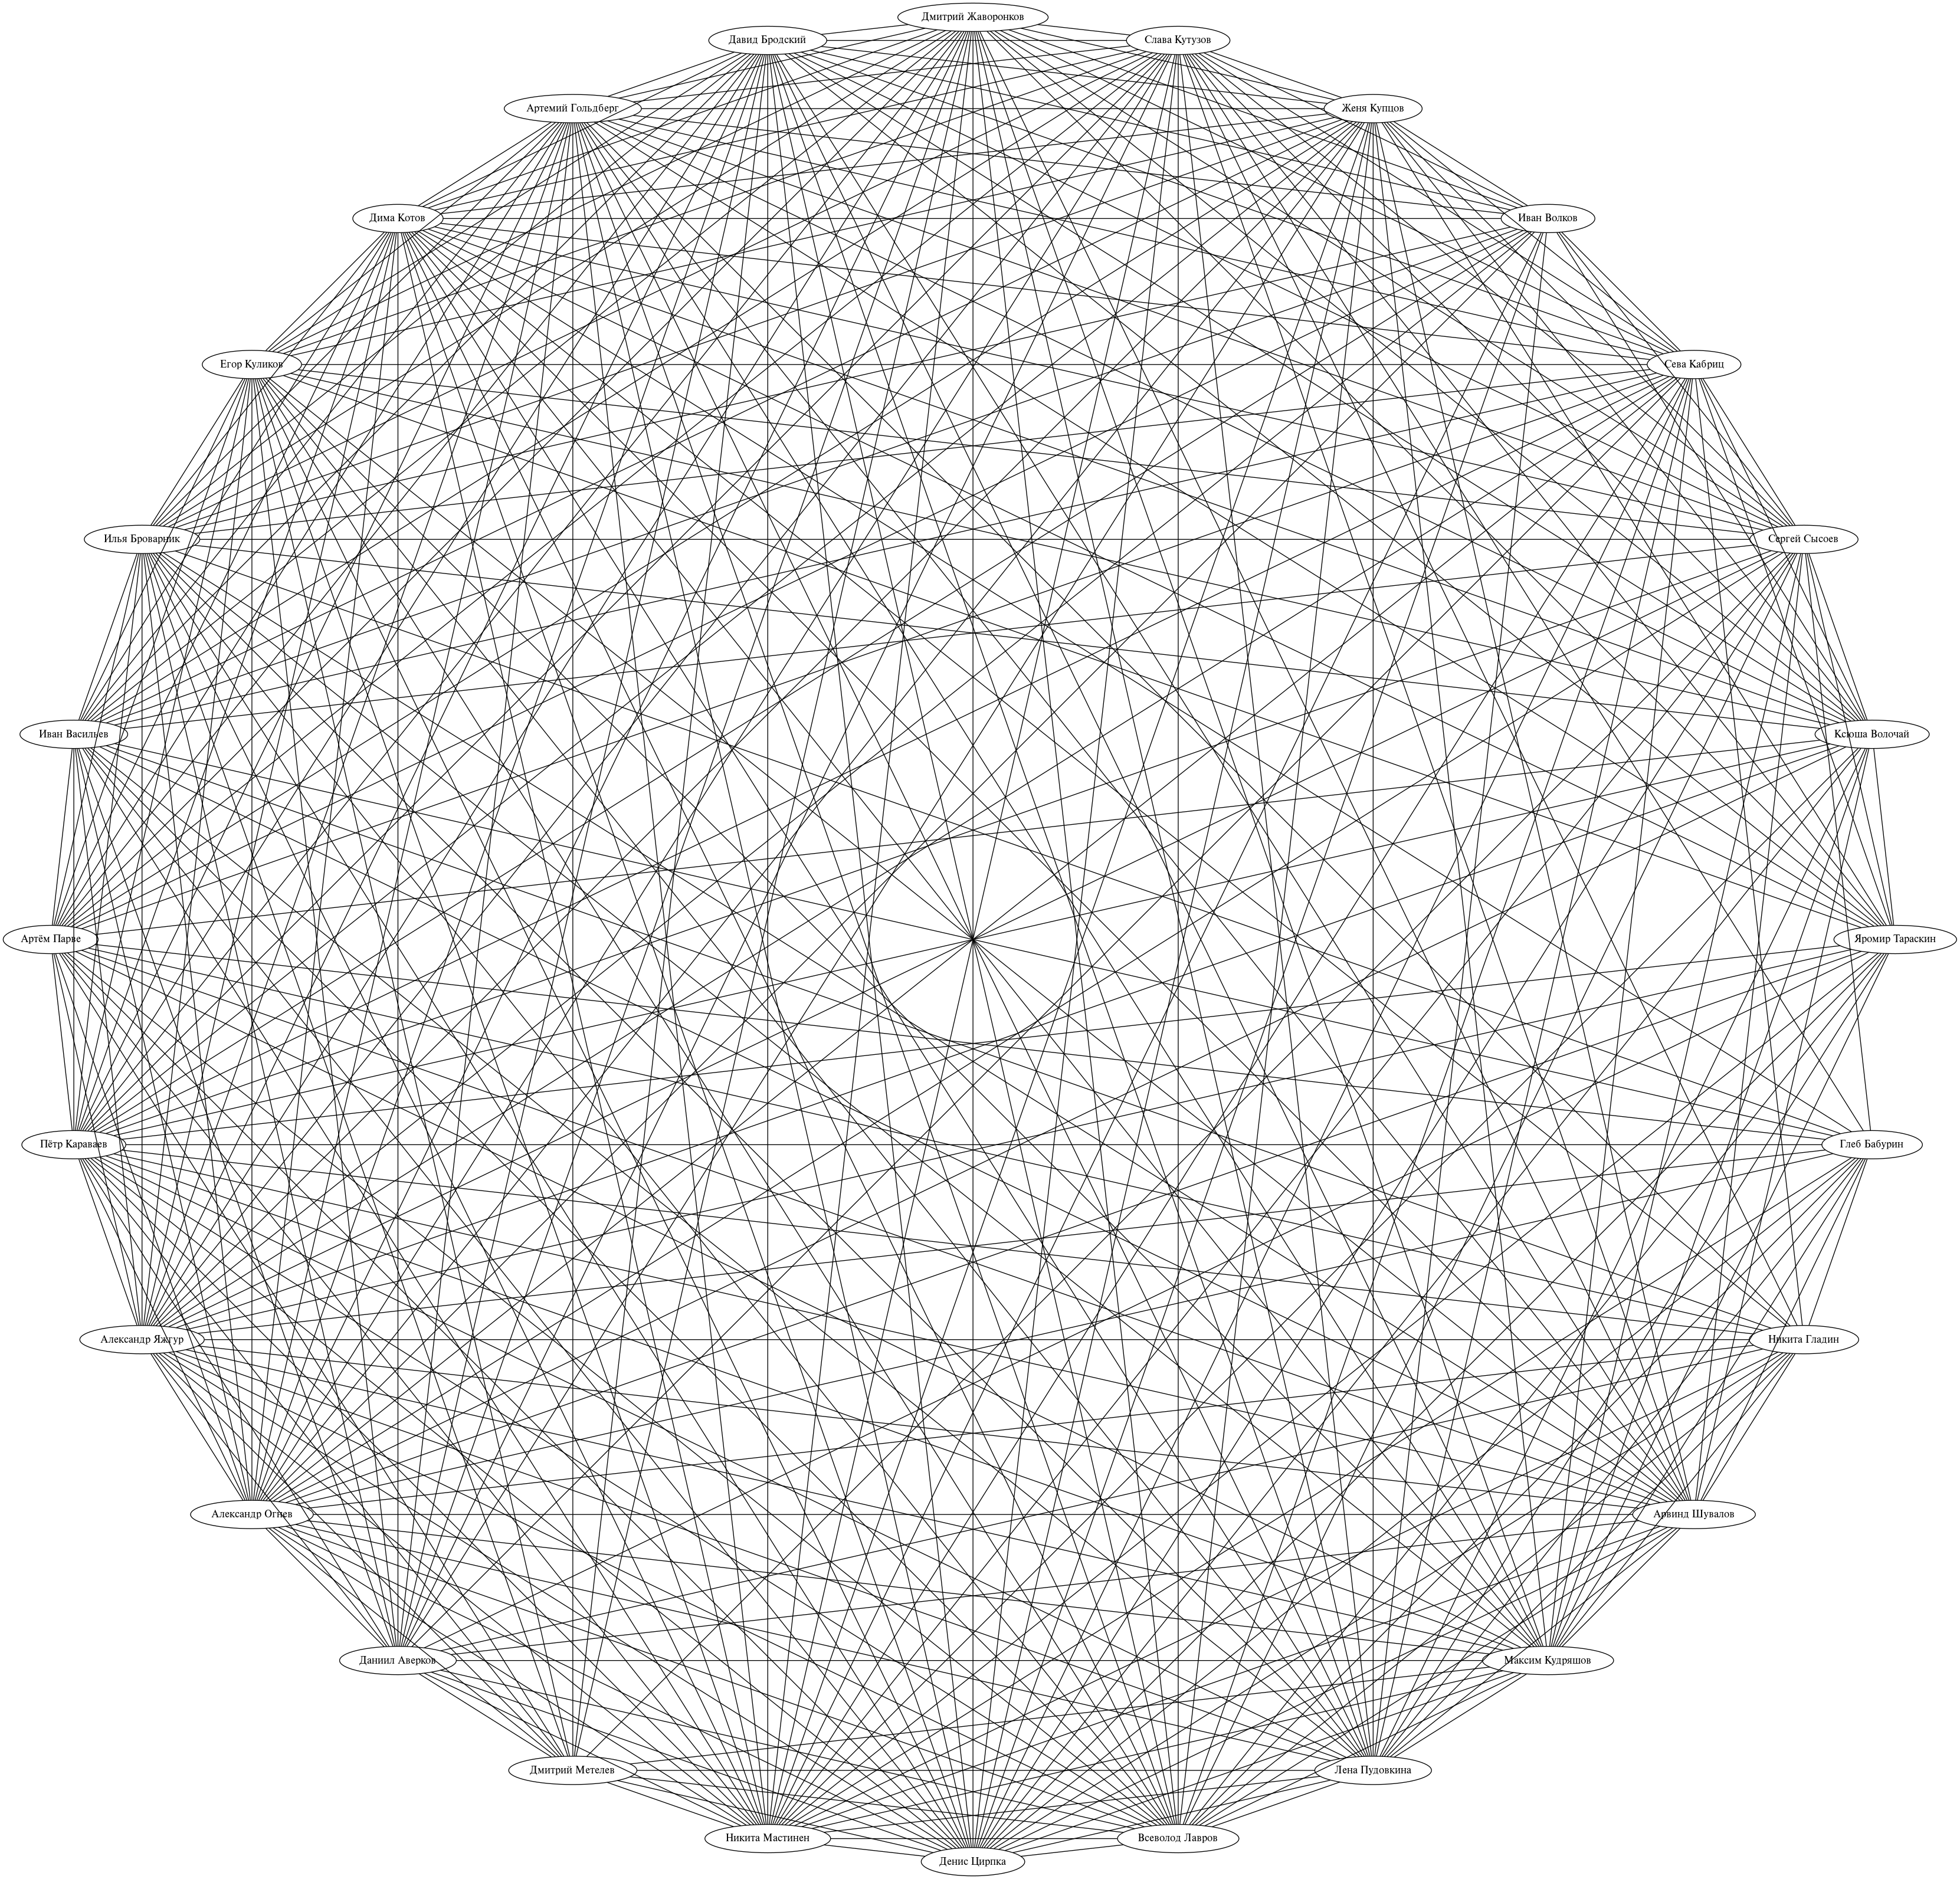 Дмитрий Жаворонков
Давид Бродский
Слава Кутузов
Артемий Гольдберг
Женя Купцов
Дима Котов
Иван Волков
Егор Куликов
Сева Кабриц
Илья Броварник
Сергей Сысоев
Иван Васильев
Ксюша Волочай
Артём Парве
Яромир Тараскин
Пётр Караваев
Глеб Бабурин
Александр Яжгур
Никита Гладин
Александр Огнев
Арвинд Шувалов
Даниил Аверков
Максим Кудряшов
Дмитрий Метелев
Лена Пудовкина
Никита Мастинен
Всеволод Лавров
Денис Цирпка